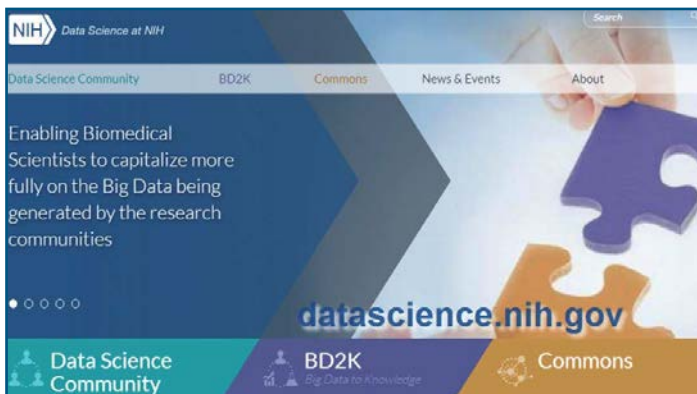 Search
NIH Data Science at NIH
Data Science Community BD2K Commons News & Events About
Enabling Biomedical
Scientists to capitalize more
fully on the Big Data being
generated by the research
communities
datascience.nih.gov
Data Science
Community
BD2K
Big Data to Knowledge
Commons